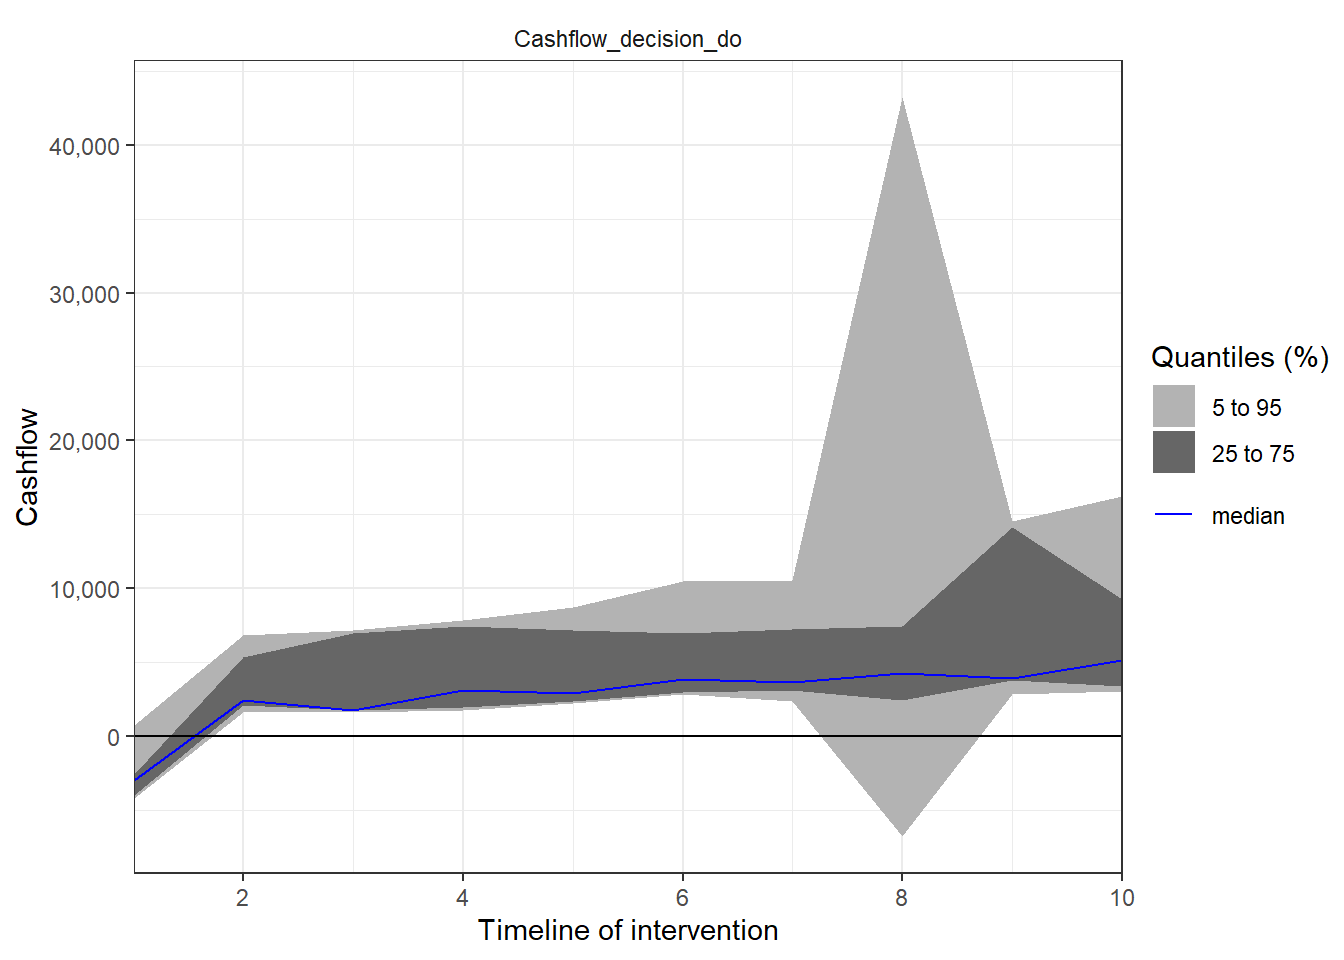 Cashflow_decision_do
40,000
30,000
20,000
10,000
0
Cashflow
2 4 6 8 10
Timeline of intervention
Quantiles (%)
5 to 95
25 to 75
median